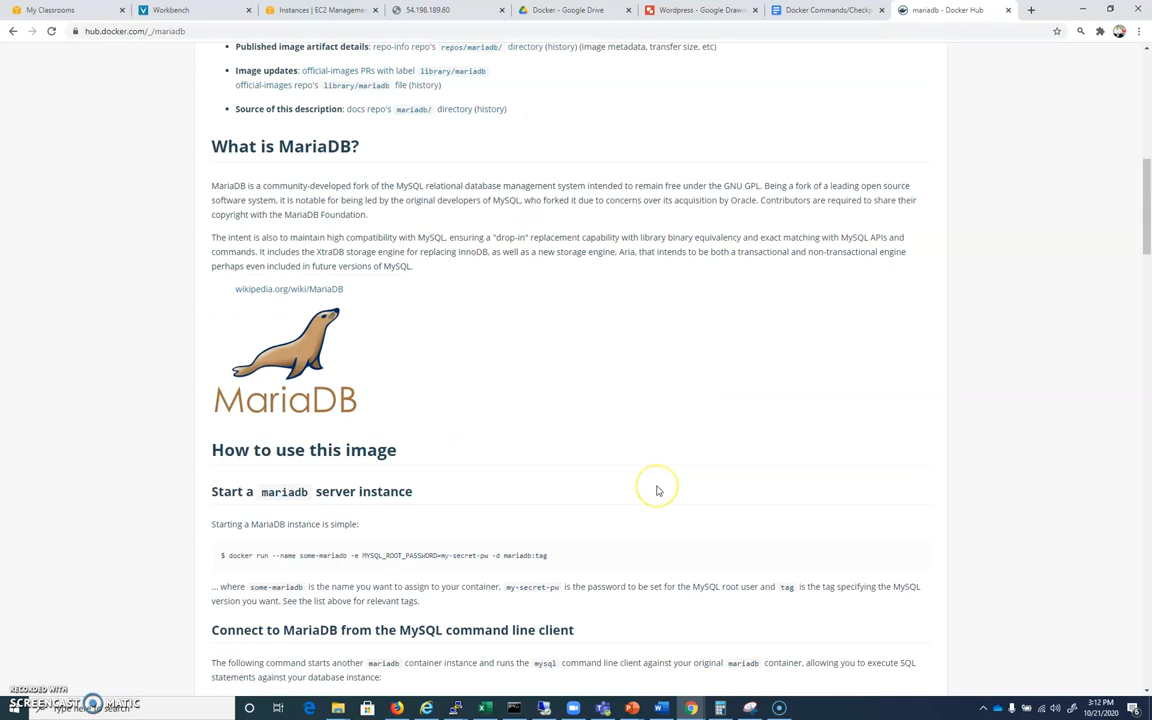 My Classrooms
Workbench
Instances | EC2 Manageme
54.198.189.60
Docker - Google Drive
Wordpress - Google Drawin
Docker Commands/Checkp
mariadb - Docker Hub
hub.docker.com/_/mariadb
Published image artifact details: repo-info repo's repos/mariadb/ directory (history) (image metadata, transfer size, etc)
Image updates: official-images PRs with label library/mariadb
official-images repo's library/mariadb file (history)
Source of this description: docs repo's mariadb/ directory (history)
What is MariaDB?
MariaDB is a community-developed fork of the MySQL relational database management system intended to remain free under the GNU GPL. Being a fork of a leading open source
software system, it is notable for being led by the original developers of MySQL, who forked it due to concerns over its acquisition by Oracle. Contributors are required to share their
copyright with the MariaDB Foundation.
The intent is also to maintain high compatibility with MySQL, ensuring a "drop-in" replacement capability with library binary equivalency and exact matching with MySQL APIs and
commands. It includes the XtraDB storage engine for replacing InnoDB, as well as a new storage engine, Aria, that intends to be both a transactional and non-transactional engine
perhaps even included in future versions of MySQL.
wikipedia.org/wiki/MariaDB
MariaDB
How to use this image
Start a mariadb server instance
Starting a MariaDB instance is simple:
$ docker run --name some-mariadb -e MYSQL_ROOT_PASSWORD=my-secret-pw -d mariadb:tag
... where some-mariadb is the name you want to assign to your container, my-secret-pw is the password to be set for the MySQL root user and tag is the tag specifying the MySQL
version you want. See the list above for relevant tags.
Connect to MariaDB from the MySQL command line client
The following command starts another mariadb container instance and runs the mysql command line client against your original mariadb container, allowing you to execute SQL
statements against your database instance:
RECORDED WITH
SCREENCAST MATIC
Type here to search
3:12 PM
10/21/2020
6